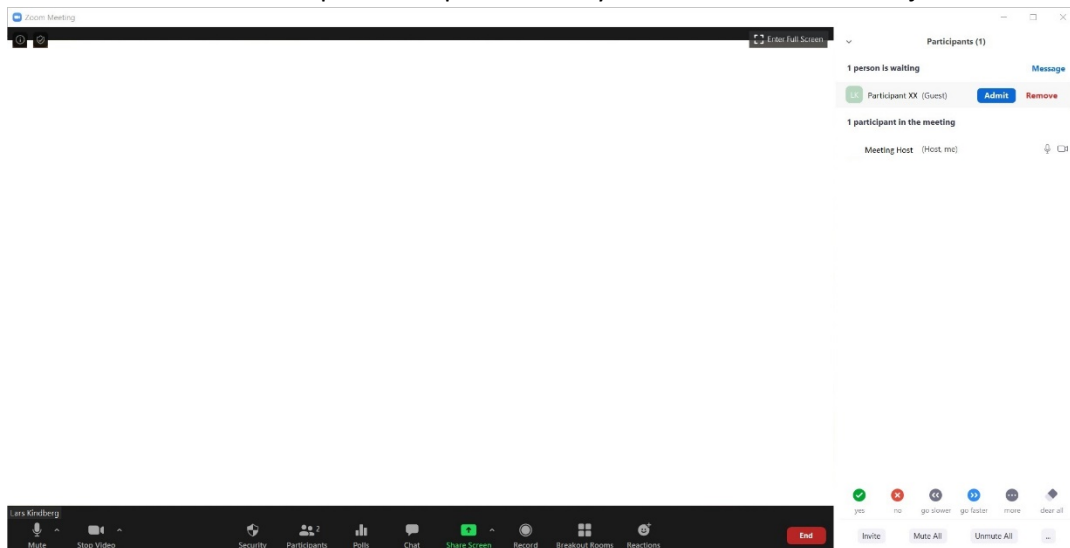 Zoom Meeting
Enter Full Screen
Participants (1)
1 person is waiting Message
Participant XX (Guest) Admit Remove
1 participant in the meeting
Meeting Host (Host, me)
yes no go slower go faster more clear all
Lars Kindberg
Mute Stop Video Security Participants 2 Polls Chat Share Screen Record Breakout Rooms Reactions End
Invite Mute All Unmute All ...